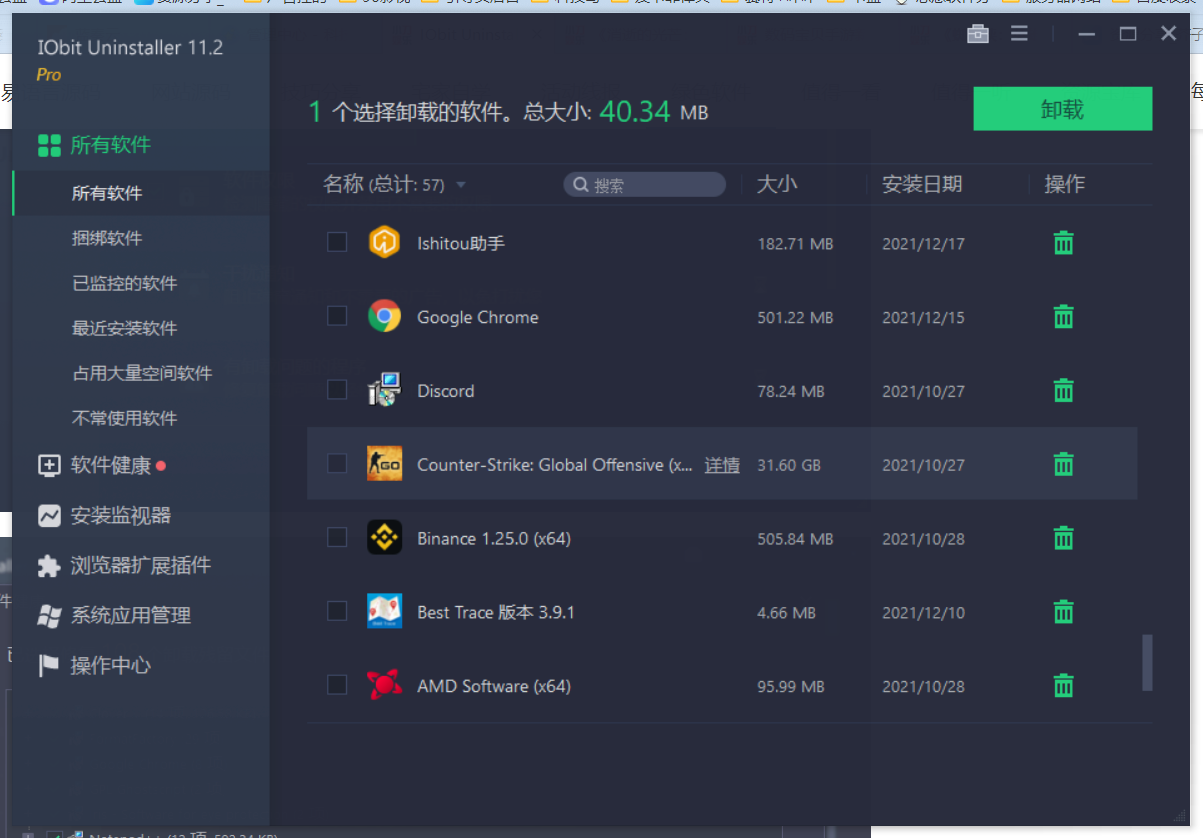 IObit Uninstaller 11.2
Pro
所有软件
所有软件
捆绑软件
已监控的软件
最近安装软件
占用大量空间软件
不常使用软件
软件健康
安装监视器
浏览器扩展插件
系统应用管理
操作中心
1 个选择卸载的软件。总大小: 40.34 MB
卸载
名称 (总计: 57) 搜索 大小 安装日期 操作
Ishitou助手 182.71 MB 2021/12/17
Google Chrome 501.22 MB 2021/12/15
Discord 78.24 MB 2021/10/27
GO Counter-Strike: Global Offensive (x... 详情 31.60 GB 2021/10/27
Binance 1.25.0 (x64) 505.84 MB 2021/10/28
Best Trace 版本 3.9.1 4.66 MB 2021/12/10
AMD Software (x64) 95.99 MB 2021/10/28